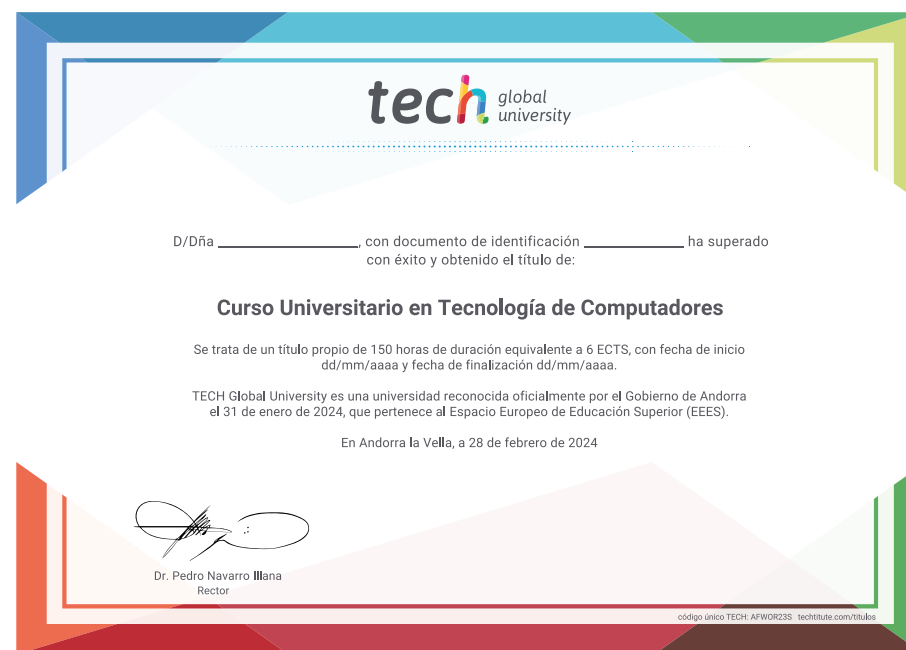 tech global university
D/Dña ____________________, con documento de identificación ______________ ha superado
con éxito y obtenido el título de:
Curso Universitario en Tecnología de Computadores
Se trata de un título propio de 150 horas de duración equivalente a 6 ECTS, con fecha de inicio
dd/mm/aaaa y fecha de finalización dd/mm/aaaa.
TECH Global University es una universidad reconocida oficialmente por el Gobierno de Andorra
el 31 de enero de 2024, que pertenece al Espacio Europeo de Educación Superior (EEES).
En Andorra la Vella, a 28 de febrero de 2024
Dr. Pedro Navarro Illana
Rector
código único TECH: AFWOR23S techtitute.com/titulos